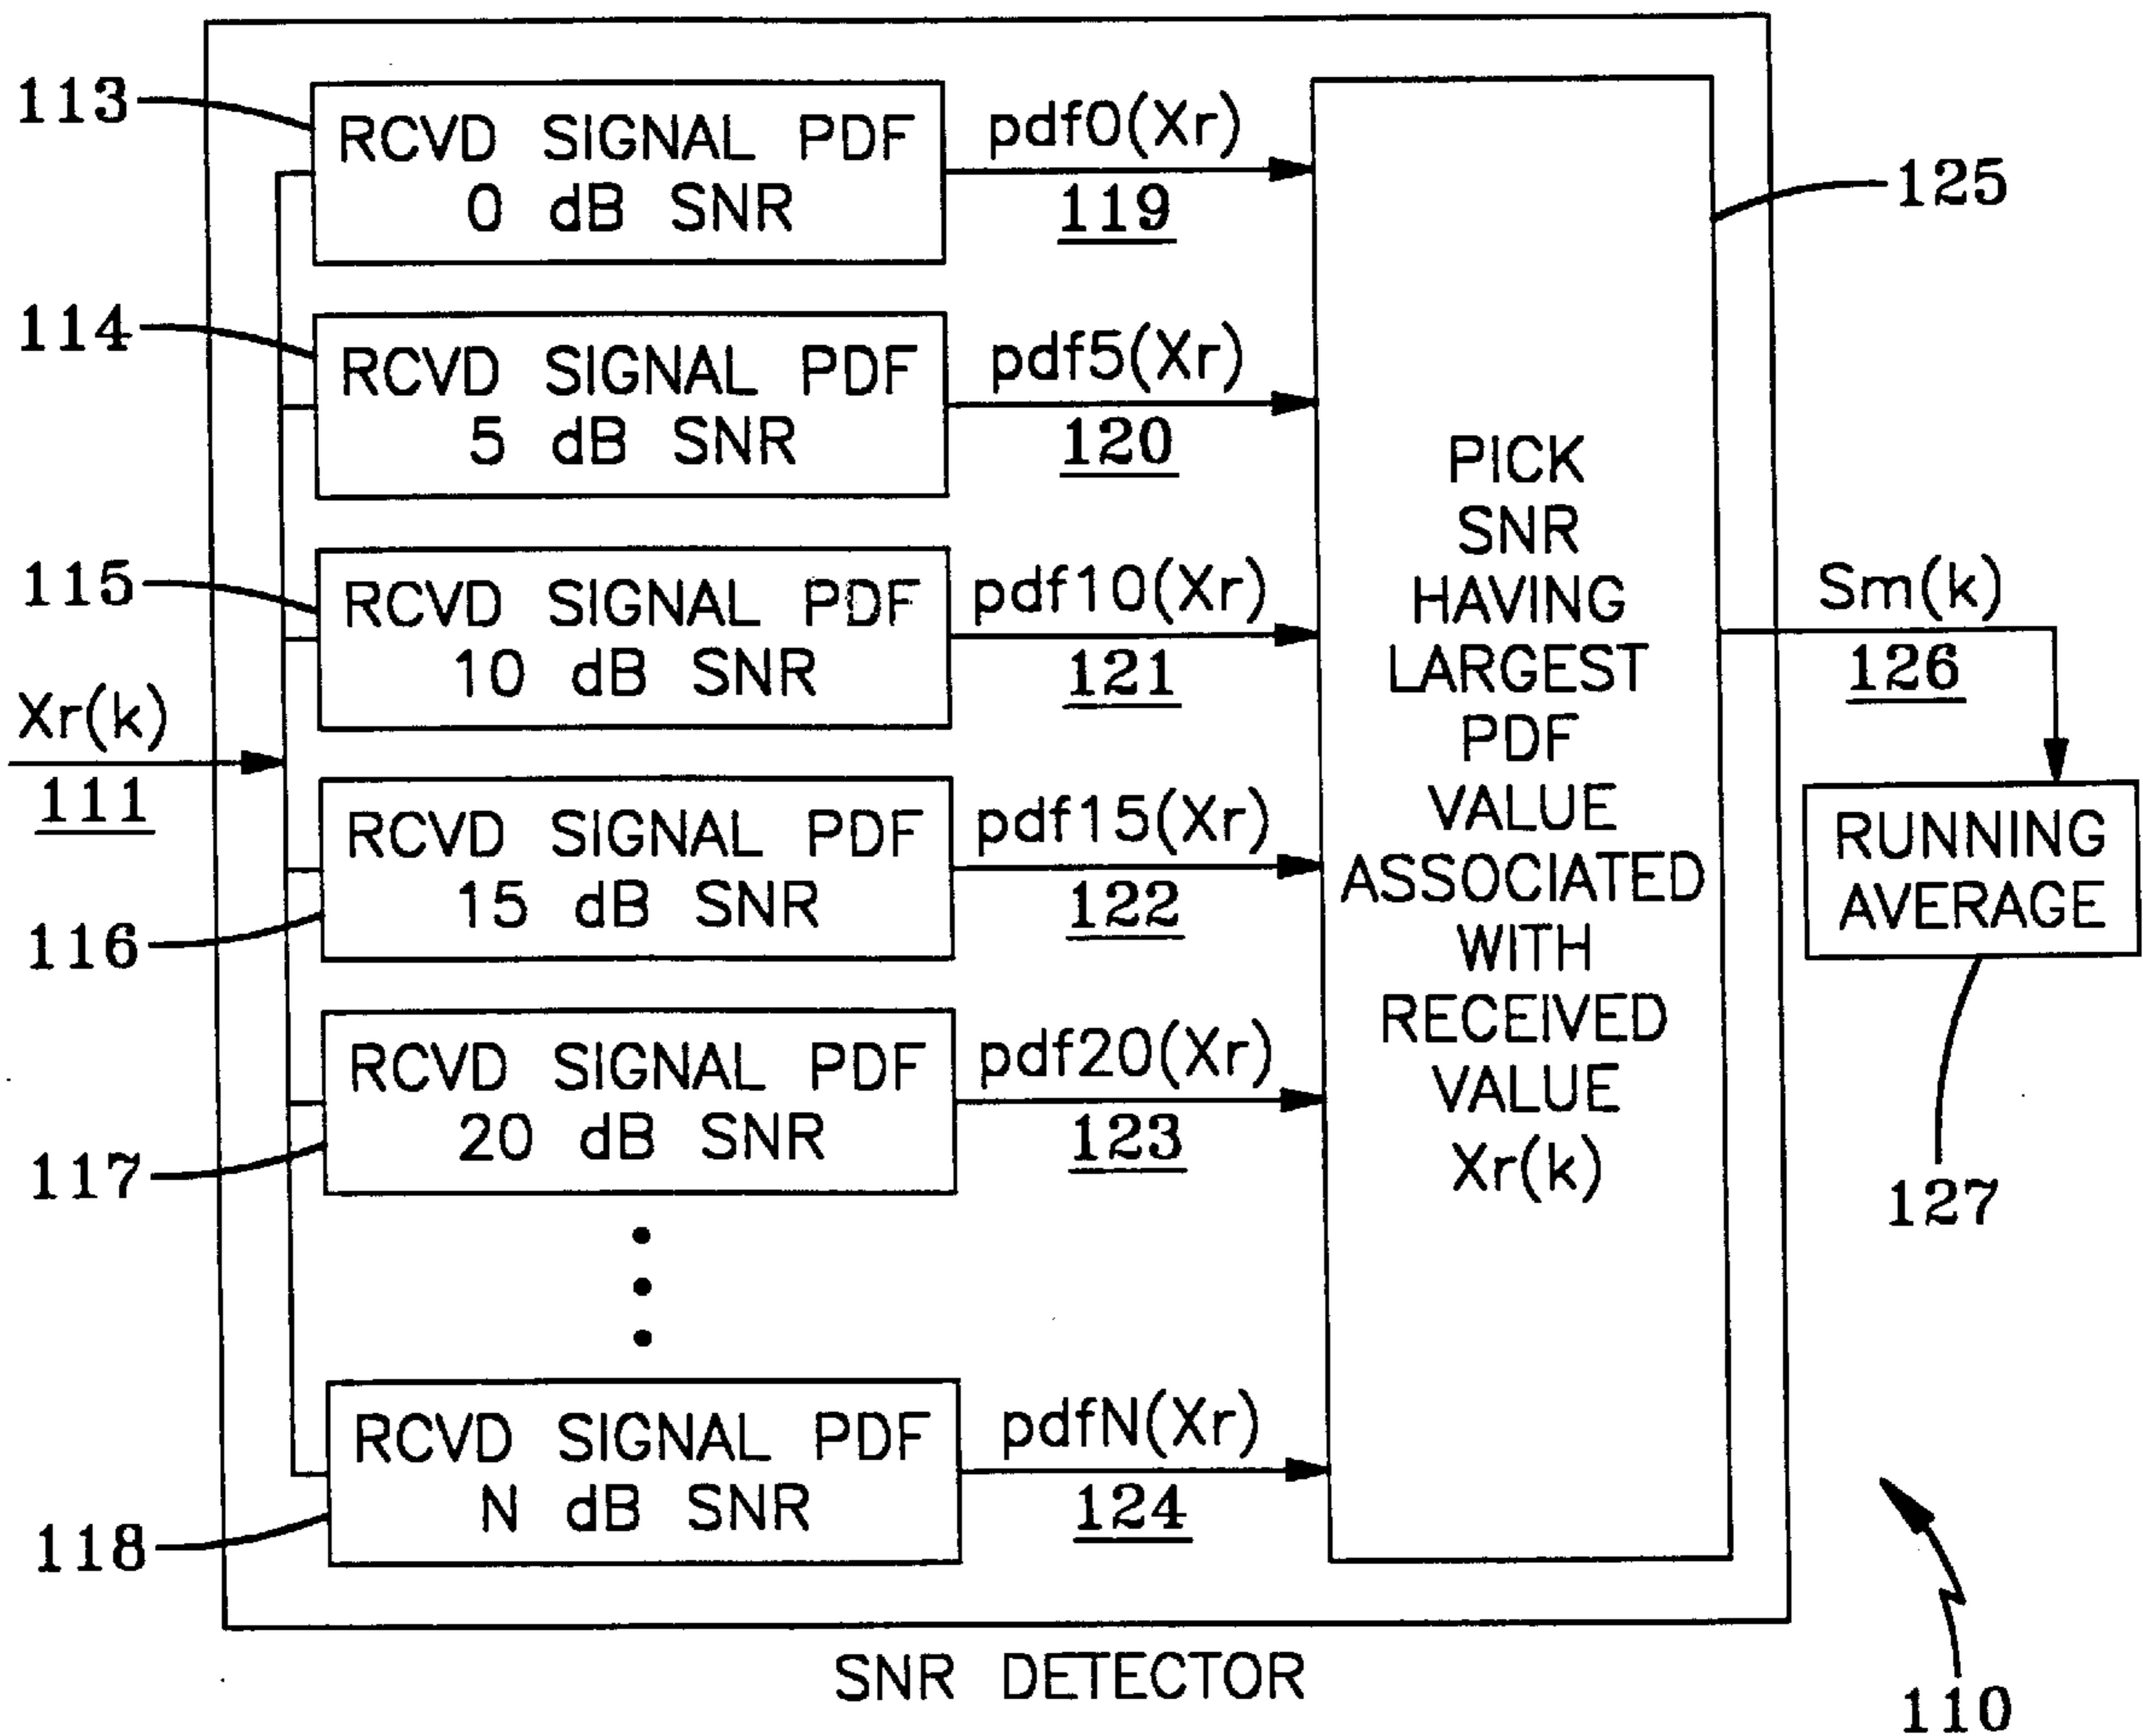 113
RCVD SIGNAL PDF
0 dB SNR
pdf0(Xr)
119
125
114
RCVD SIGNAL PDF
5 dB SNR
pdf5(Xr)
120
115
RCVD SIGNAL PDF
10 dB SNR
pdf10(Xr)
121
Xr(k)
111
RCVD SIGNAL PDF
15 dB SNR
pdf15(Xr)
122
116
RCVD SIGNAL PDF
20 dB SNR
pdf20(Xr)
123
117
RCVD SIGNAL PDF
N dB SNR
pdfN(Xr)
124
118
PICK
SNR
HAVING
LARGEST
PDF
VALUE
ASSOCIATED
WITH
RECEIVED
VALUE
Xr(k)
Sm(k)
126
RUNNING
AVERAGE
127
SNR DETECTOR
110